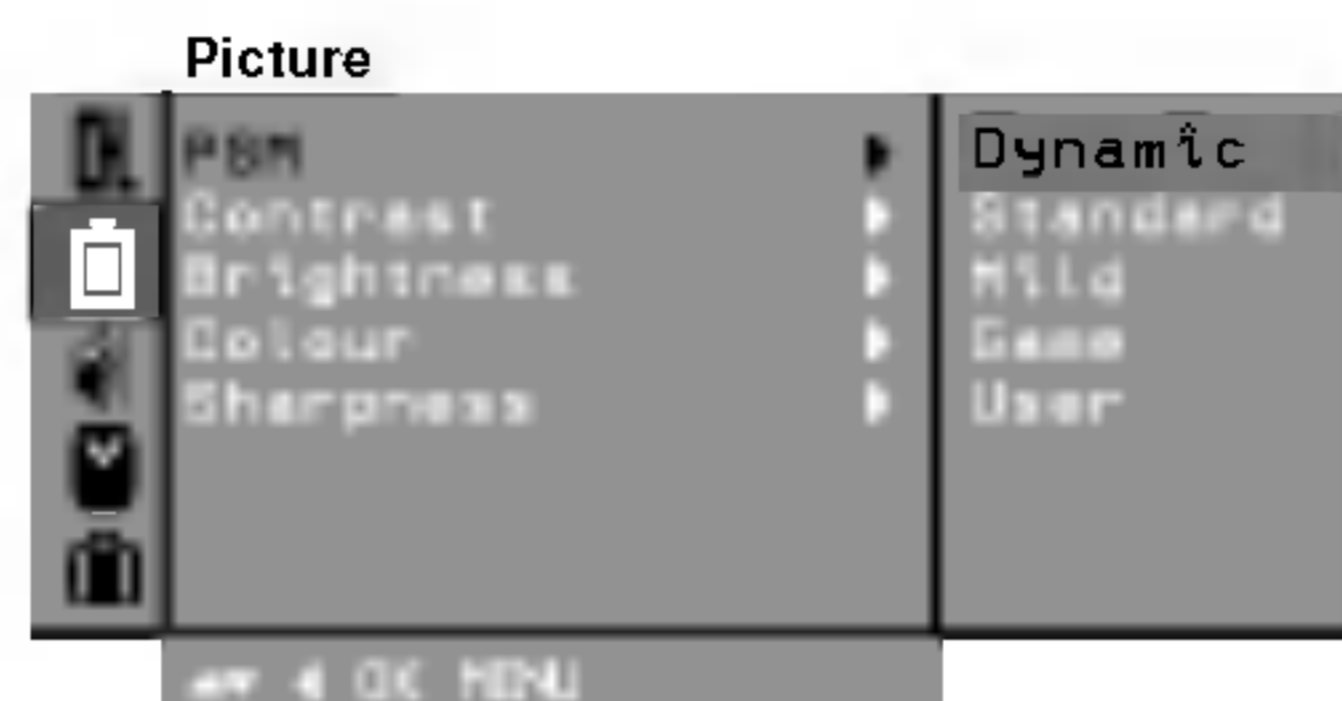 Picture
PSM
Contrast
Brightness
Colour
Sharpness
Dynamic
Standard
Mild
Game
User
OK MENU